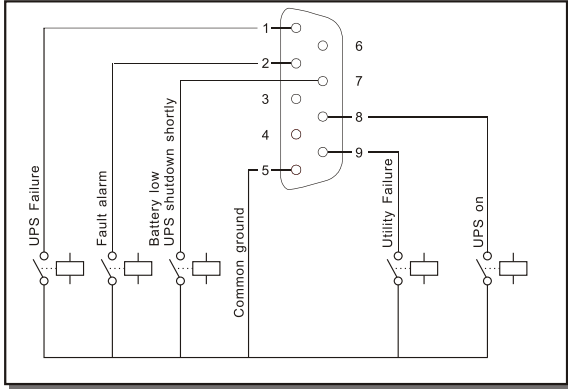 1
6
2
7
3
8
4
9
5
UPS Failure
Fault alarm
Battery low
UPS shutdown shortly
Common ground
Utility Failure
UPS on